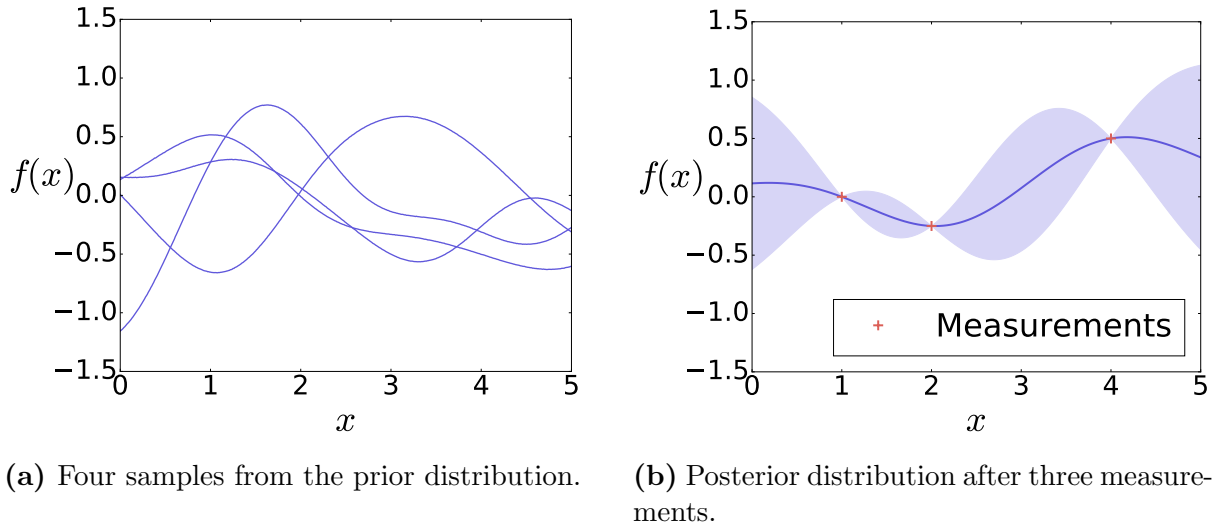 1.5
1.0
0.5
0.0
−0.5
−1.0
−1.5
f(x)
0 1 2 3 4 5
x
(a) Four samples from the prior distribution.
1.5
1.0
0.5
0.0
−0.5
−1.0
−1.5
f(x)
Measurements
0 1 2 3 4 5
x
(b) Posterior distribution after three measure-
ments.